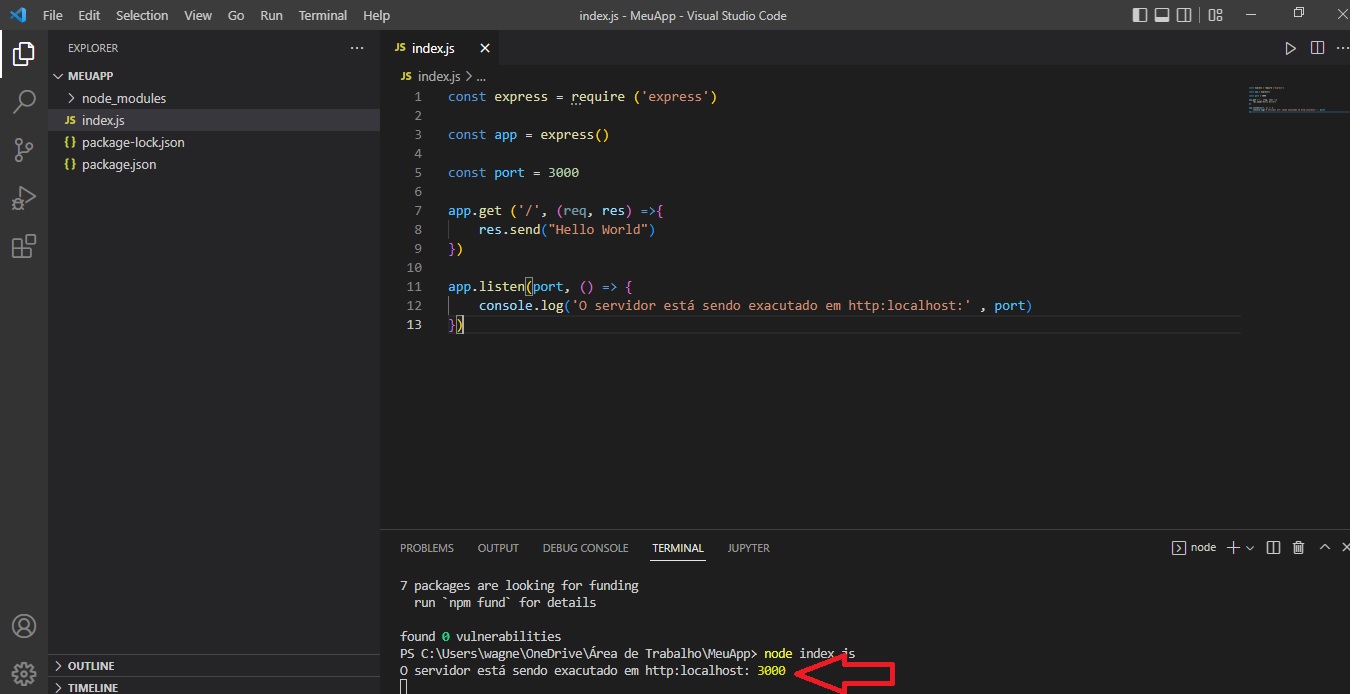 File Edit Selection View Go Run Terminal Help
index.js - MeuApp - Visual Studio Code
EXPLORER
MEUAPP
node_modules
JS index.js
{} package-lock.json
{} package.json
OUTLINE
TIMELINE
JS index.js
JS index.js > ...
1 const express = require ('express')
2
3 const app = express()
4
5 const port = 3000
6
7 app.get ('/', (req, res) =>{
8 res.send("Hello World")
9 })
10
11 app.listen(port, () => {
12 console.log('O servidor está sendo exacutado em http:localhost:' , port)
13 })
PROBLEMS OUTPUT DEBUG CONSOLE TERMINAL JUPYTER
node
7 packages are looking for funding
run `npm fund` for details
found 0 vulnerabilities
PS C:\Users\wagne\OneDrive\Área de Trabalho\MeuApp> node index.js
O servidor está sendo exacutado em http:localhost: 3000